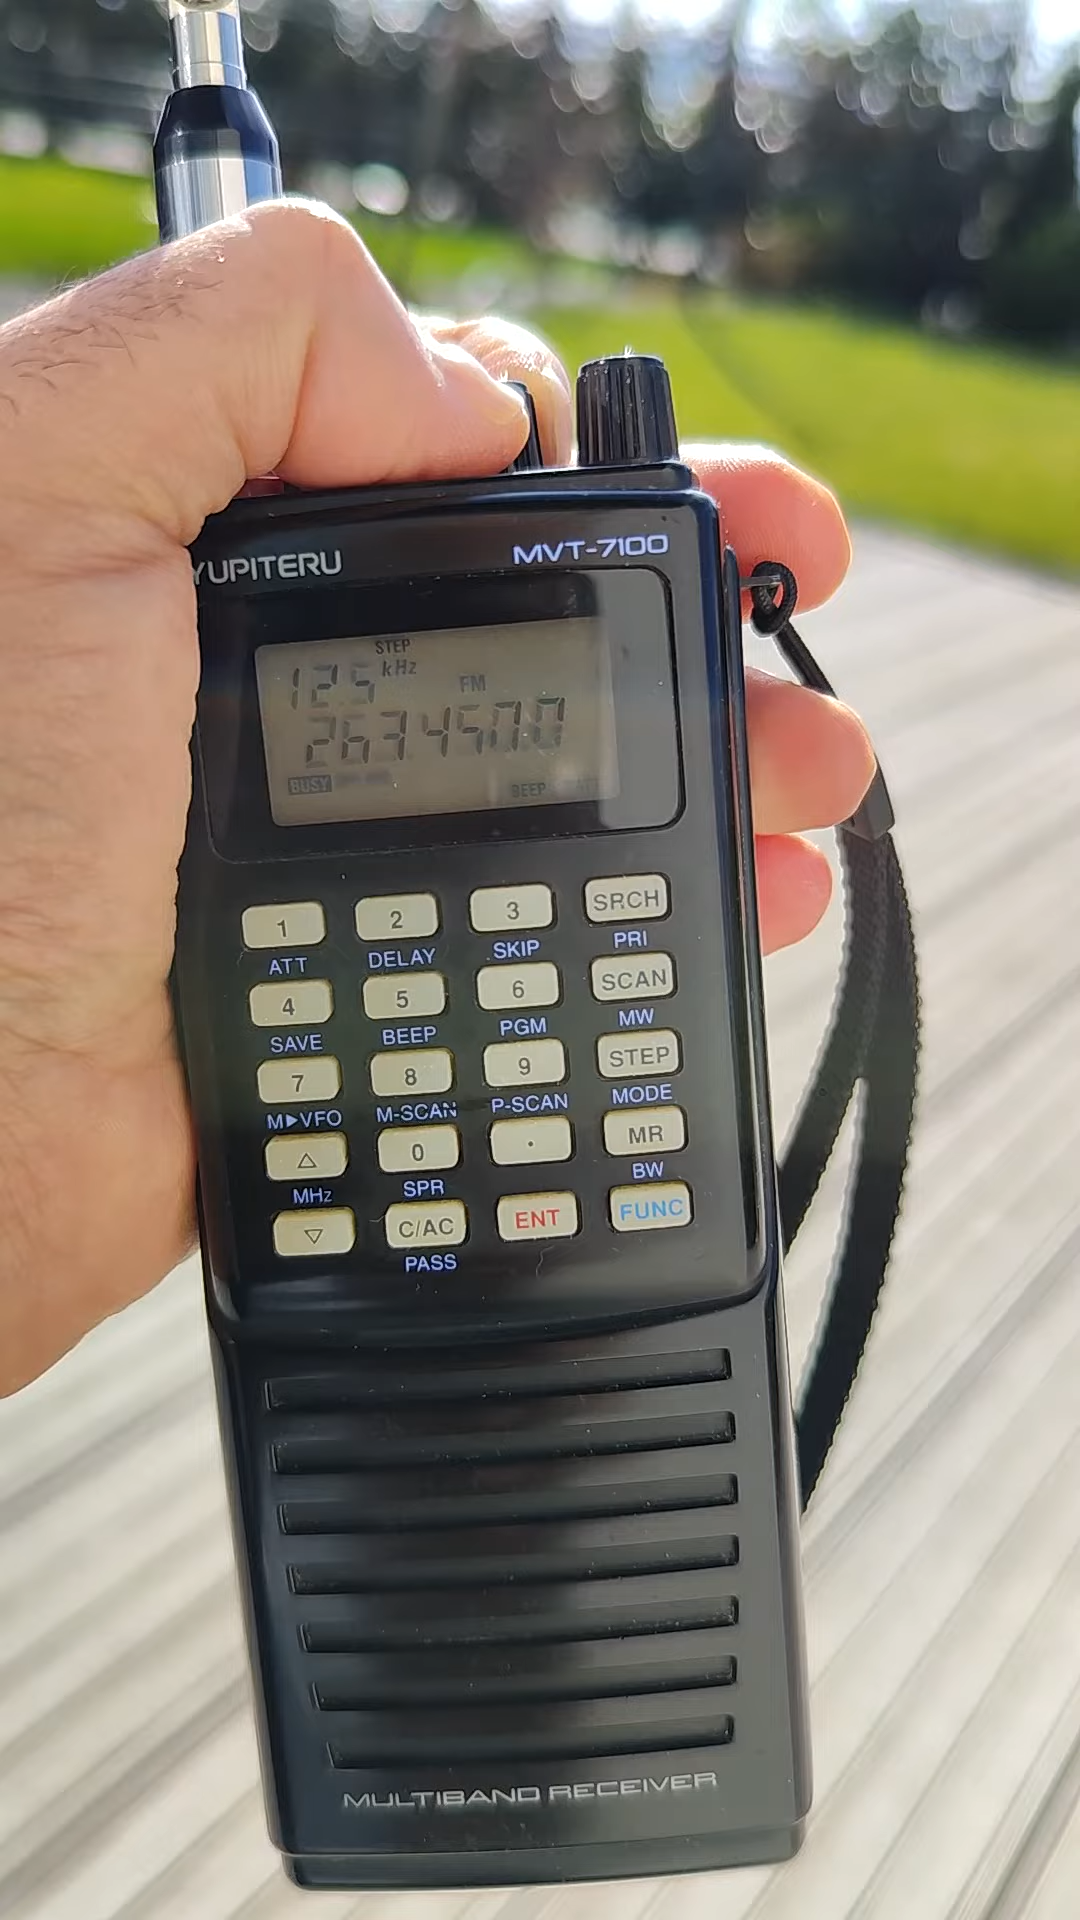 YUPITERU MVT-7100
STEP
12.5 kHz
FM
263.450.0
BUSY BEEP
1 2 3 SRCH
ATT DELAY SKIP PRI
4 5 6 SCAN
SAVE BEEP PGM MW
7 8 9 STEP
M▶VFO M-SCAN P-SCAN MODE
△ 0 · MR
MHz SPR BW
▽ C/AC ENT FUNC
PASS
MULTIBAND RECEIVER